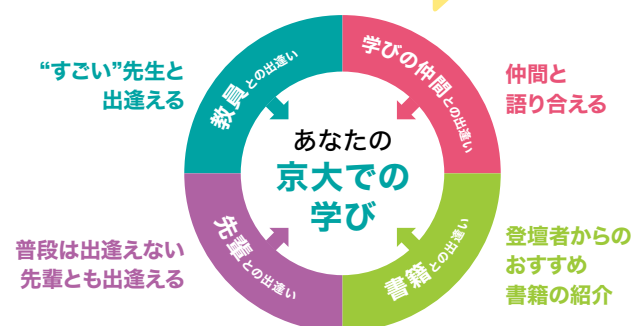 “すごい”先生と
出逢える
教員との出逢い
学びの仲間との出逢い
仲間と
語り合える
あなたの
京大での
学び
普段は出逢えない
先輩とも出逢える
先輩との出逢い
書籍との出逢い
登壇者からの
おすすめ
書籍の紹介